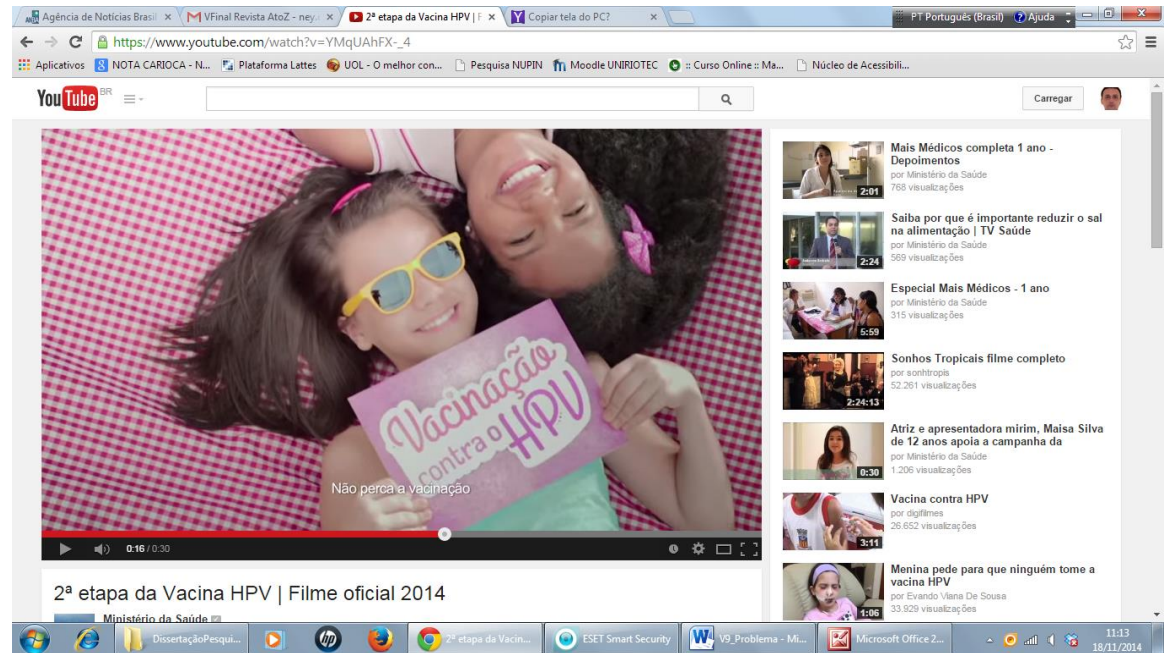 Agência de Notícias Brasil
VFinal Revista AtoZ - ney.
2ª etapa da Vacina HPV | F
Copiar tela do PC?
PT Português (Brasil)
Ajuda
https://www.youtube.com/watch?v=YMqUAhFX-_4
Aplicativos
NOTA CARIOCA - N...
Plataforma Lattes
UOL - O melhor con...
Pesquisa NUPIN
Moodle UNIRIOTEC
:: Curso Online :: Ma...
Núcleo de Acessibili...
YouTube BR
Carregar
Vacinação
contra o HPV
Não perca a vacinação
0:16 / 0:30
2ª etapa da Vacina HPV | Filme oficial 2014
Ministério da Saúde
Mais Médicos completa 1 ano -
Depoimentos
por Ministério da Saúde
768 visualizações
2:01
Saiba por que é importante reduzir o sal
na alimentação | TV Saúde
por Ministério da Saúde
569 visualizações
2:24
Especial Mais Médicos - 1 ano
por Ministério da Saúde
315 visualizações
5:59
Sonhos Tropicais filme completo
por sonhtropis
52.261 visualizações
2:24:13
Atriz e apresentadora mirim, Maisa Silva
de 12 anos apoia a campanha da
por Ministério da Saúde
1.206 visualizações
0:30
Vacina contra HPV
por digifilmes
26.652 visualizações
3:11
Menina pede para que ninguém tome a
vacina HPV
por Evando Viana De Sousa
33.929 visualizações
1:06
DissertaçãoPesqui...
hp
2ª etapa da Vacin...
ESET Smart Security
V9_Problema - Mi...
Microsoft Office 2...
11:13
18/11/2014